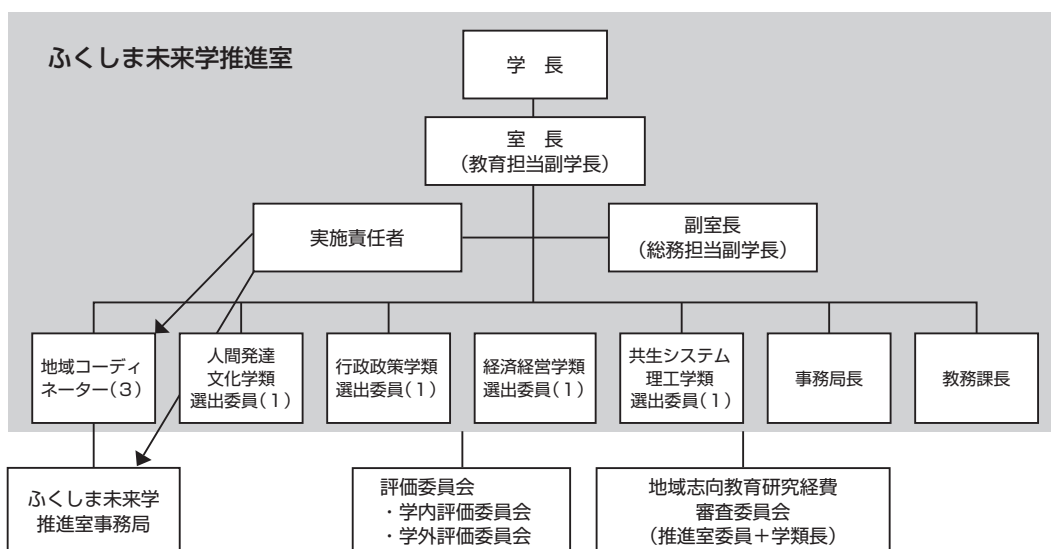 ふくしま未来学推進室
学　長
室　長
（教育担当副学長）
実施責任者
副室長
（総務担当副学長）
地域コーディ
ネーター（3）
人間発達
文化学類
選出委員（1）
行政政策学類
選出委員（1）
経済経営学類
選出委員（1）
共生システム
理工学類
選出委員（1）
事務局長
教務課長
ふくしま未来学
推進室事務局
評価委員会
・学内評価委員会
・学外評価委員会
地域志向教育研究経費
審査委員会
（推進室委員＋学類長）